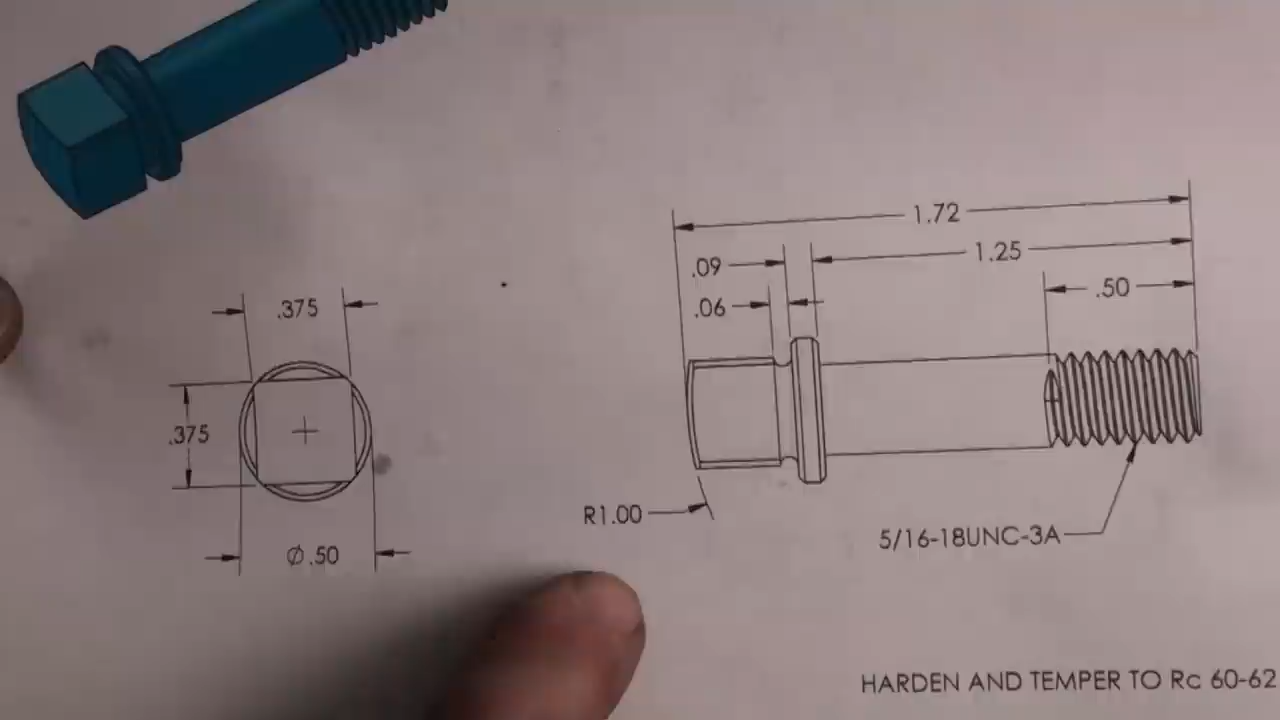 1.72
1.25
.09
.50
.06
.375
.375
R1.00
5/16-18UNC-3A
Ø.50
HARDEN AND TEMPER TO Rc 60-62